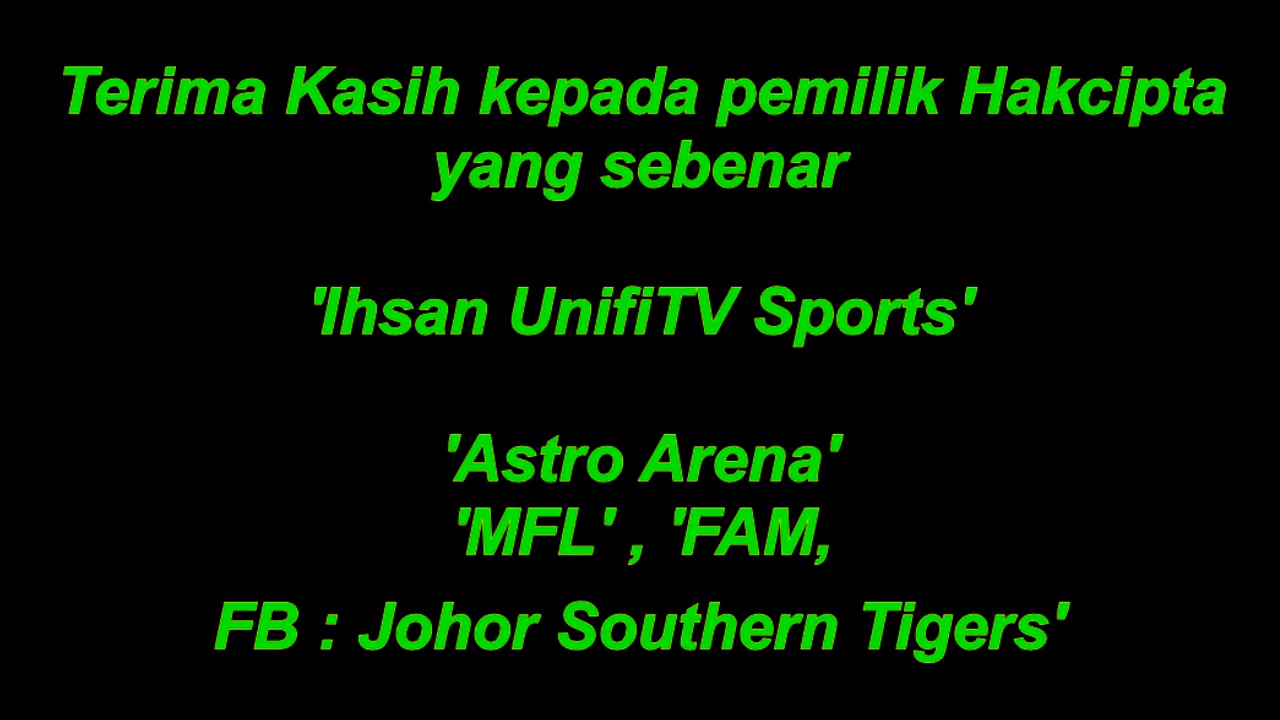 Terima Kasih kepada pemilik Hakcipta
yang sebenar
'Ihsan UnifiTV Sports'
'Astro Arena'
'MFL' , 'FAM,
FB : Johor Southern Tigers'